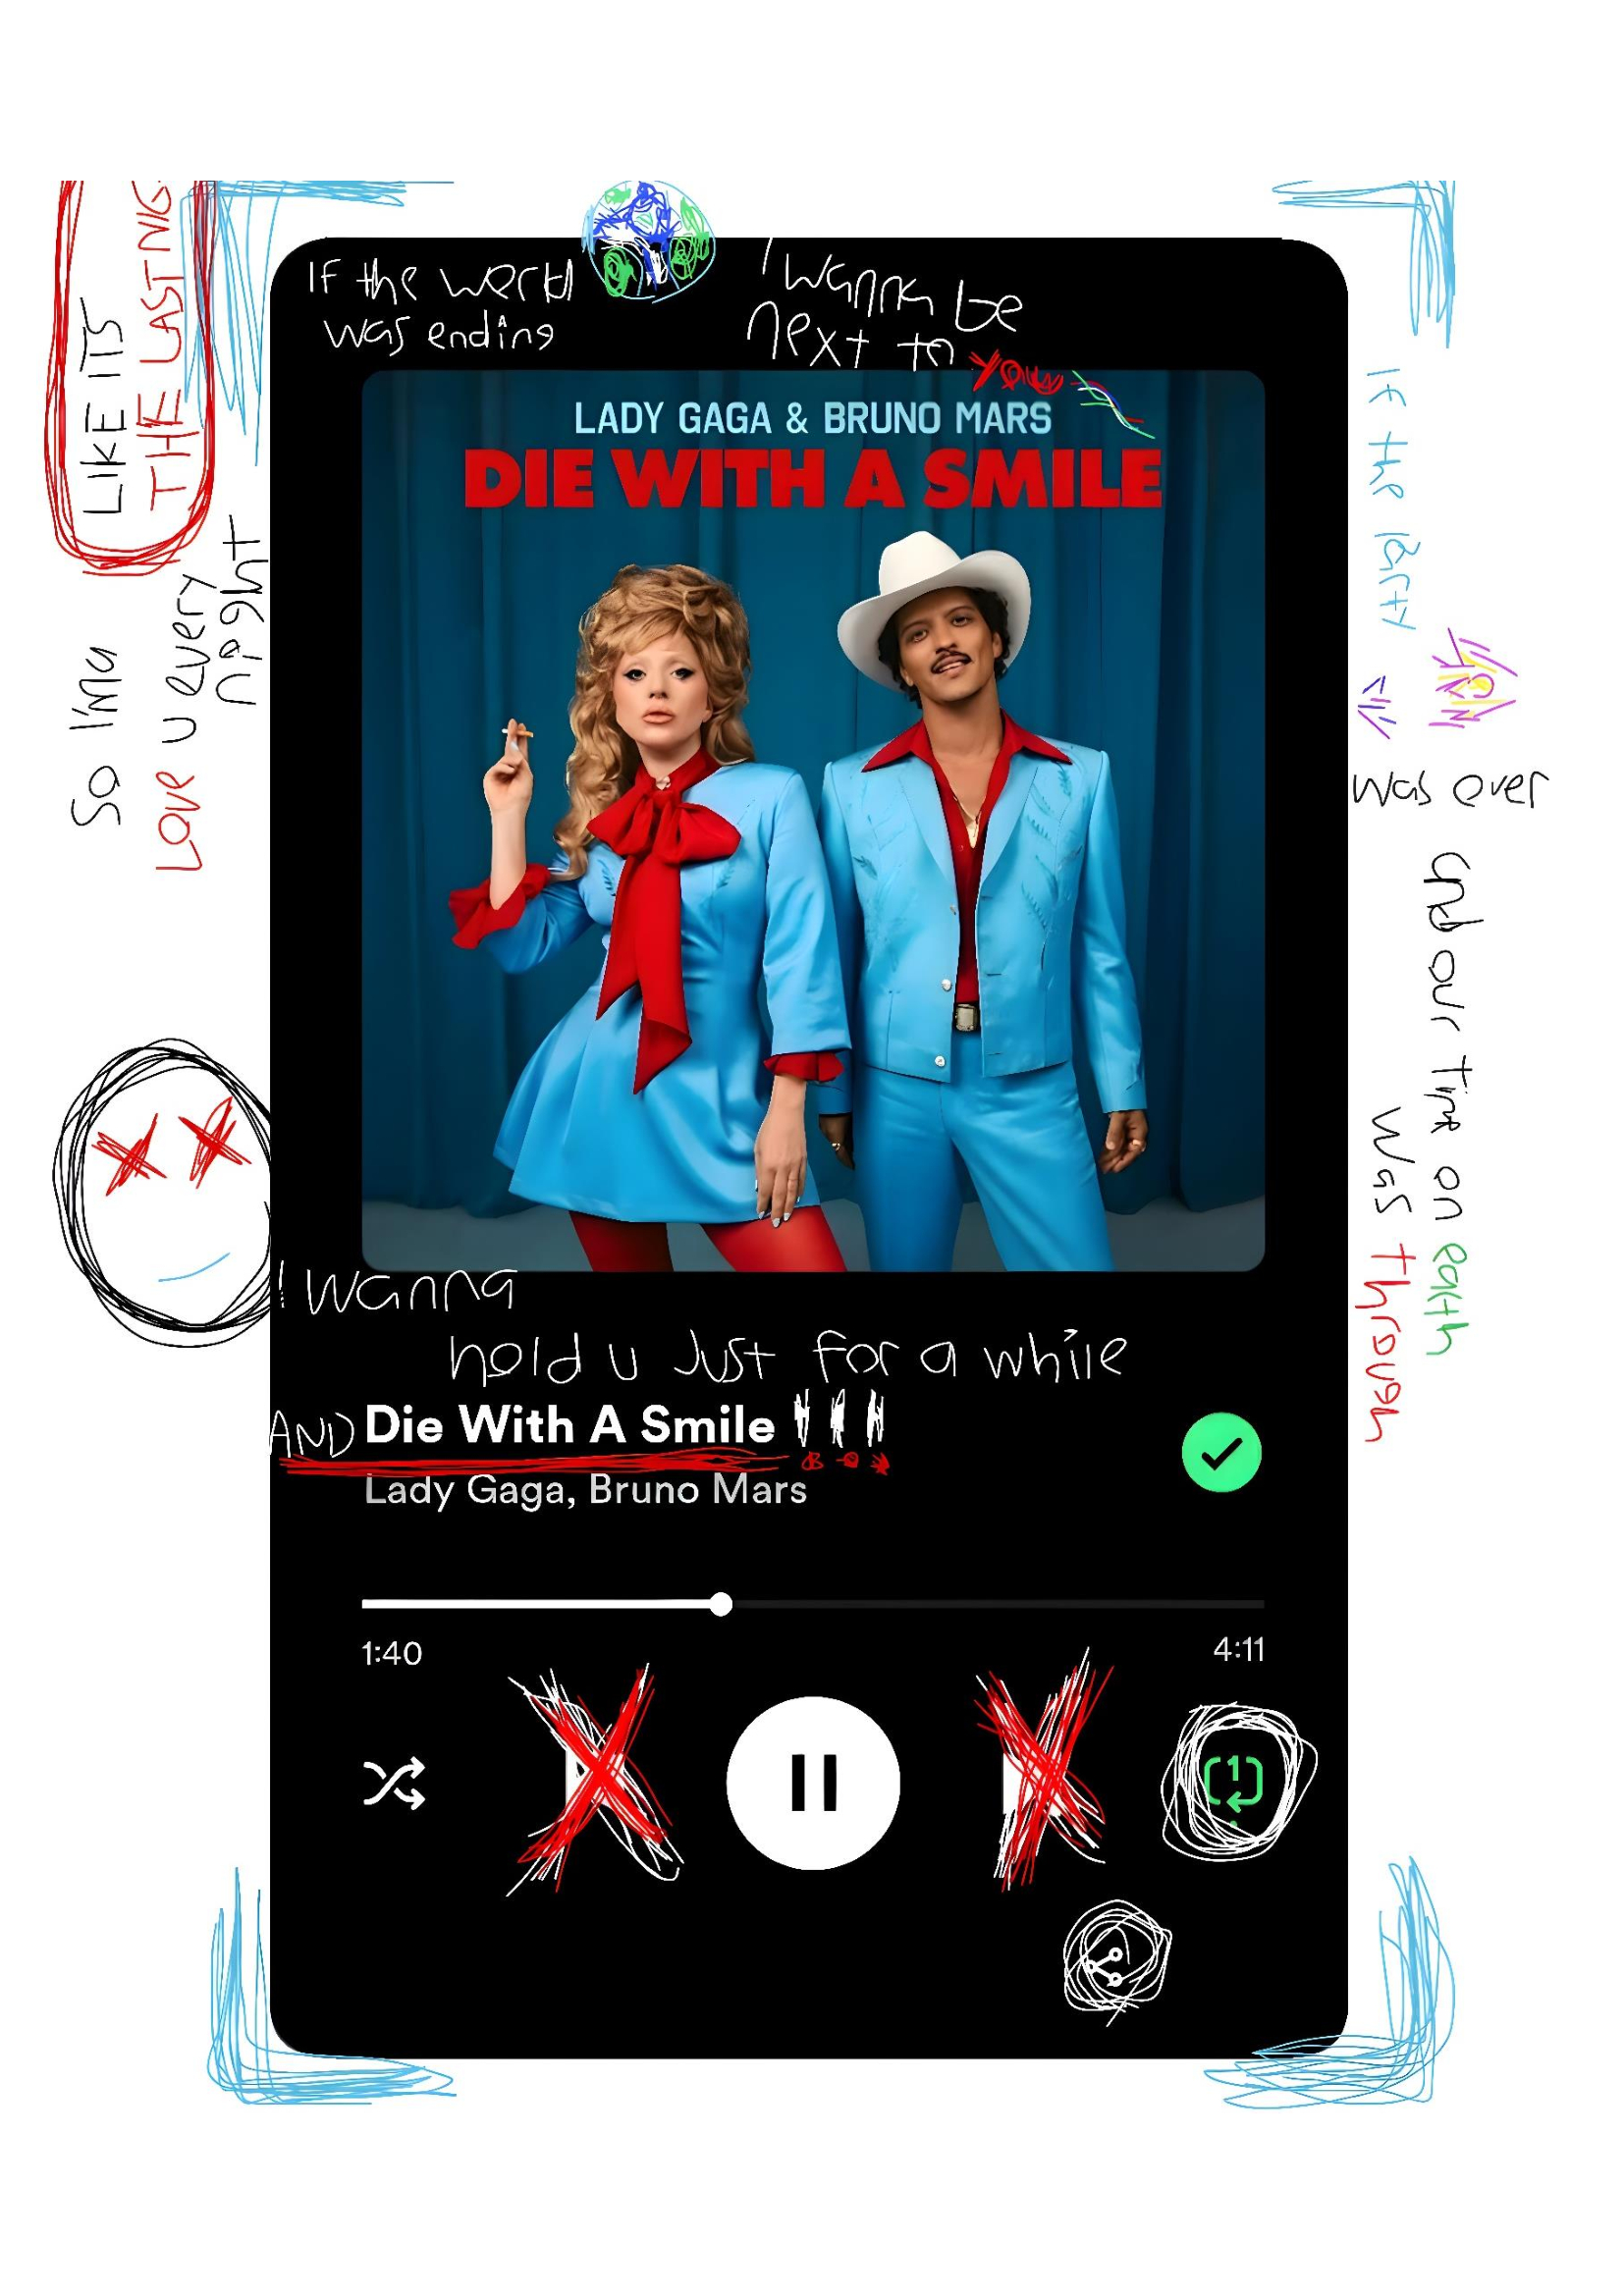 If the world
was ending
I wanna be
next to you
LADY GAGA & BRUNO MARS
DIE WITH A SMILE
If the party
was over
and our time on earth
was through
I wanna
hold u Just for a while
AND Die With A Smile !!!
Lady Gaga, Bruno Mars
1:40
4:11
1
So I'ma
Love u every
night
LIKE ITS
THE LAST NIG